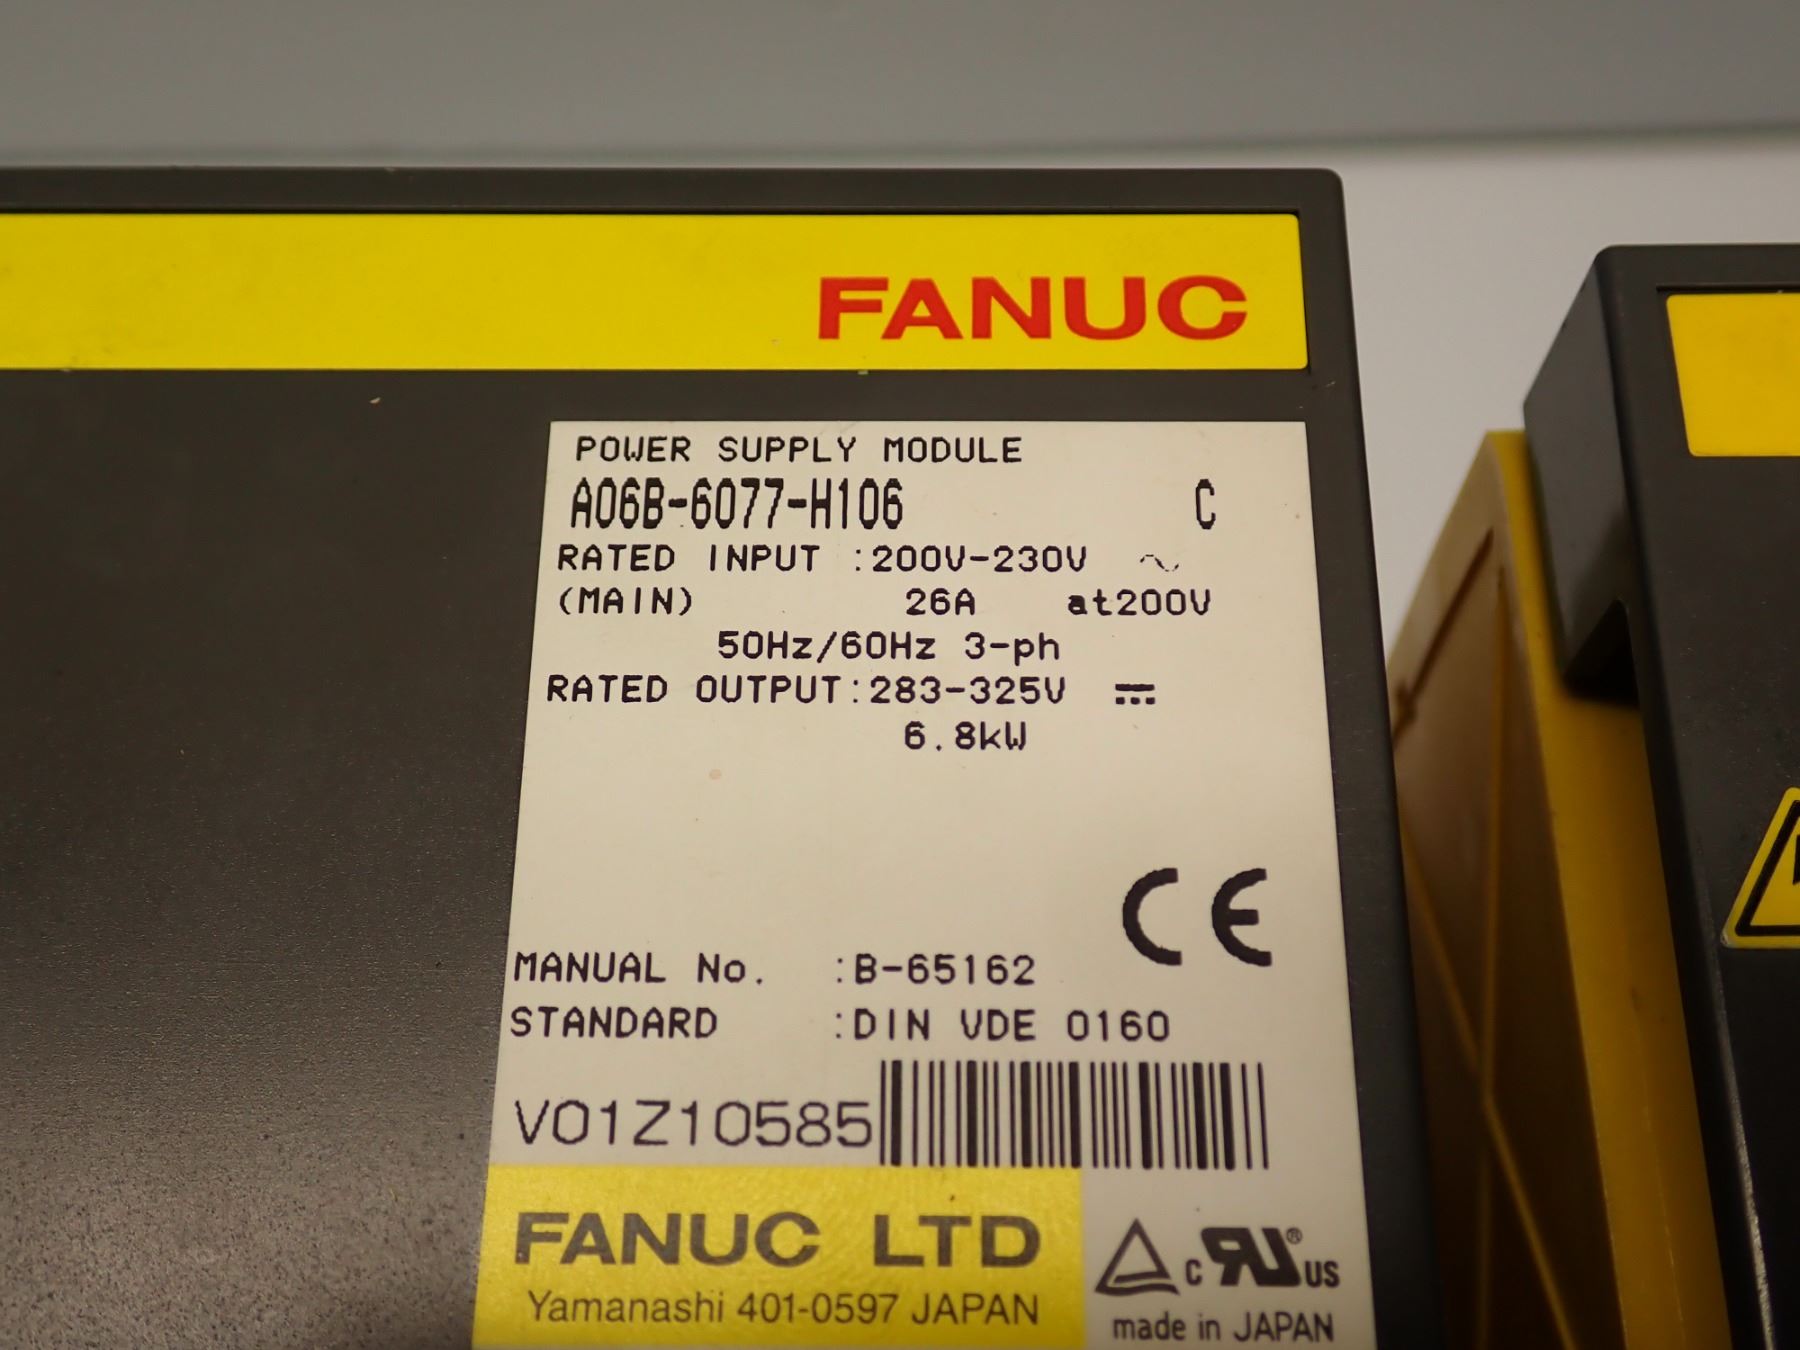 FANUC
POWER SUPPLY MODULE
A06B-6077-H106 C
RATED INPUT :200V-230V ~
(MAIN) 26A at200V
50Hz/60Hz 3-ph
RATED OUTPUT:283-325V ⎓
6.8kW
CE
MANUAL No. :B-65162
STANDARD :DIN VDE 0160
V01Z10585
FANUC LTD
Yamanashi 401-0597 JAPAN
c RU ® US
made in JAPAN